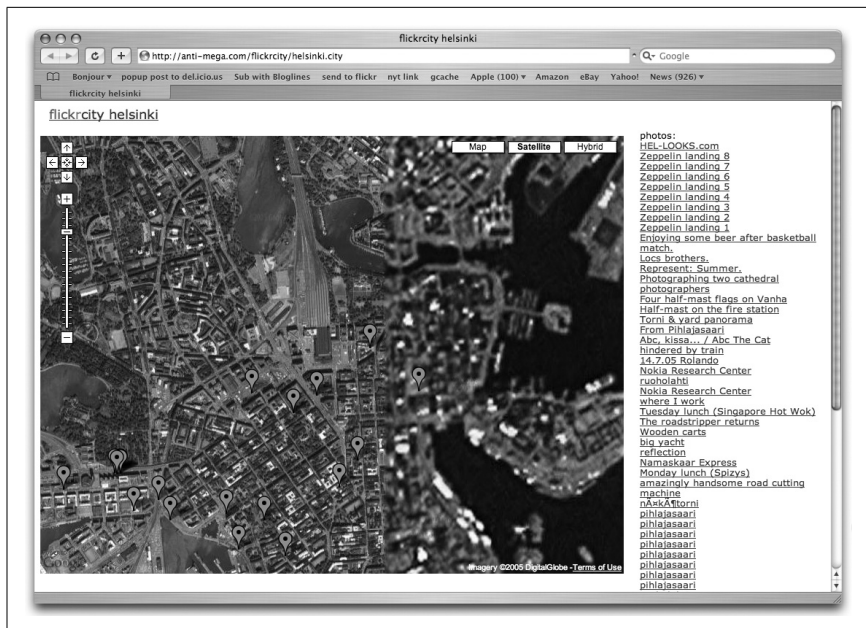 flickrcity helsinki
http://anti-mega.com/flickrcity/helsinki.city
Google
Bonjour popup post to del.icio.us Sub with Bloglines send to flickr nyt link gcache Apple (100) Amazon eBay Yahoo! News (926)
flickrcity helsinki
flickrcity helsinki
Map Satellite Hybrid
Google
Imagery ©2005 DigitalGlobe -Terms of Use
photos:
HEL-LOOKS.com
Zeppelin landing 8
Zeppelin landing 7
Zeppelin landing 6
Zeppelin landing 5
Zeppelin landing 4
Zeppelin landing 3
Zeppelin landing 2
Zeppelin landing 1
Enjoying some beer after basketball
match.
Locs brothers.
Represent: Summer.
Photographing two cathedral
photographers
Four half-mast flags on Vanha
Half-mast on the fire station
Torni & yard panorama
From Pihlajasaari
Abc, kissa... / Abc The Cat
hindered by train
14.7.05 Rolando
Nokia Research Center
ruoholahti
Nokia Research Center
where I work
Tuesday lunch (Singapore Hot Wok)
The roadstripper returns
Wooden carts
big yacht
reflection
Namaskaar Express
Monday lunch (Spizys)
amazingly handsome road cutting
machine
nÃ¤kÃ¶torni
pihlajasaari
pihlajasaari
pihlajasaari
pihlajasaari
pihlajasaari
pihlajasaari
pihlajasaari
pihlajasaari